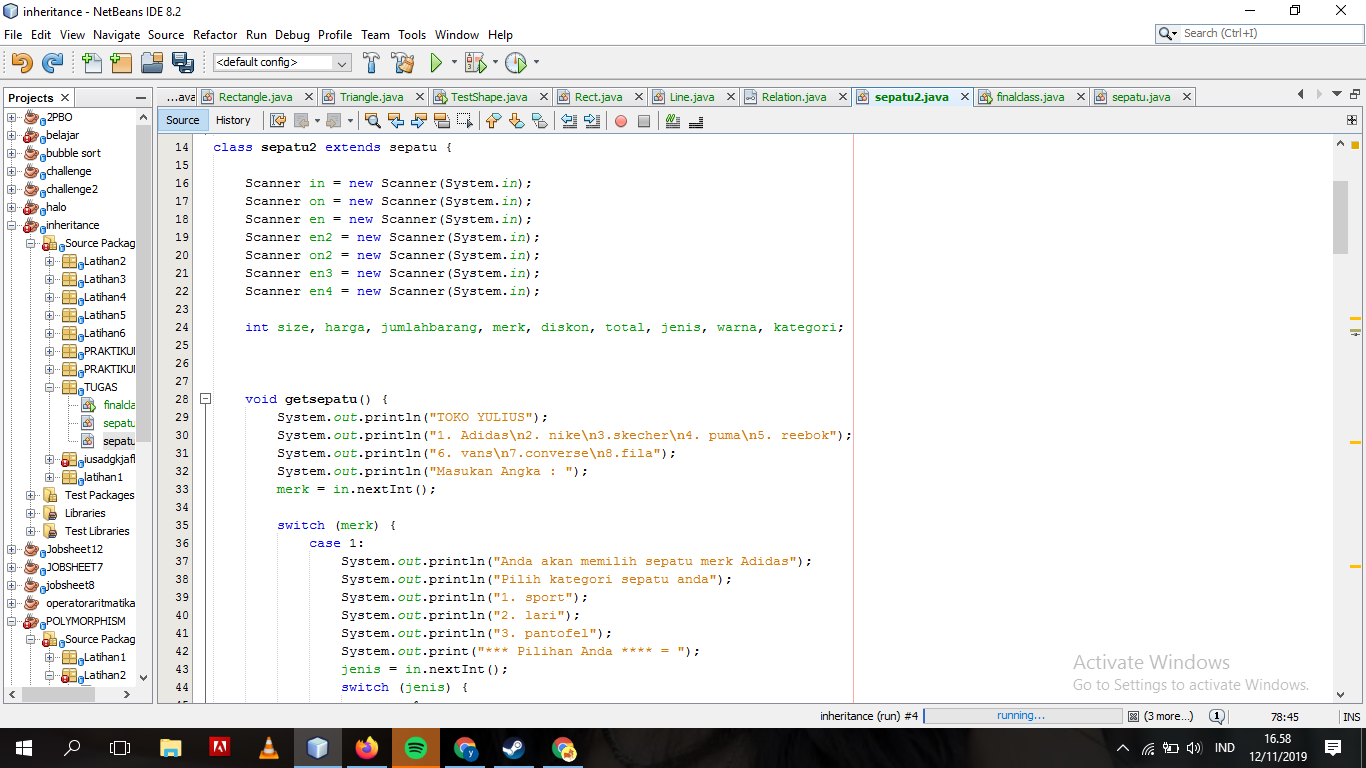 inheritance - NetBeans IDE 8.2
File Edit View Navigate Source Refactor Run Debug Profile Team Tools Window Help
Search (Ctrl+I)
<default config>
Projects
...ava Rectangle.java Triangle.java TestShape.java Rect.java Line.java Relation.java sepatu2.java finalclass.java sepatu.java
Source History
2PBO
belajar
bubble sort
challenge
challenge2
halo
inheritance
Source Packag
Latihan2
Latihan3
Latihan4
Latihan5
Latihan6
PRAKTIKU
PRAKTIKU
TUGAS
finalcla
sepatu
sepatu
iusadgkjafl
latihan1
Test Packages
Libraries
Test Libraries
Jobsheet12
JOBSHEET7
jobsheet8
operatoraritmatika
POLYMORPHISM
Source Packag
Latihan1
Latihan2
14 class sepatu2 extends sepatu {
15
16 Scanner in = new Scanner(System.in);
17 Scanner on = new Scanner(System.in);
18 Scanner en = new Scanner(System.in);
19 Scanner en2 = new Scanner(System.in);
20 Scanner on2 = new Scanner(System.in);
21 Scanner en3 = new Scanner(System.in);
22 Scanner en4 = new Scanner(System.in);
23
24 int size, harga, jumlahbarang, merk, diskon, total, jenis, warna, kategori;
25
26
27
28 void getsepatu() {
29 System.out.println("TOKO YULIUS");
30 System.out.println("1. Adidas\n2. nike\n3.skecher\n4. puma\n5. reebok");
31 System.out.println("6. vans\n7.converse\n8.fila");
32 System.out.println("Masukan Angka : ");
33 merk = in.nextInt();
34
35 switch (merk) {
36 case 1:
37 System.out.println("Anda akan memilih sepatu merk Adidas");
38 System.out.println("Pilih kategori sepatu anda");
39 System.out.println("1. sport");
40 System.out.println("2. lari");
41 System.out.println("3. pantofel");
42 System.out.print("*** Pilihan Anda **** = ");
43 jenis = in.nextInt();
44 switch (jenis) {
Activate Windows
Go to Settings to activate Windows.
inheritance (run) #4 running... (3 more...) 1 78:45 INS
IND
16.58
12/11/2019